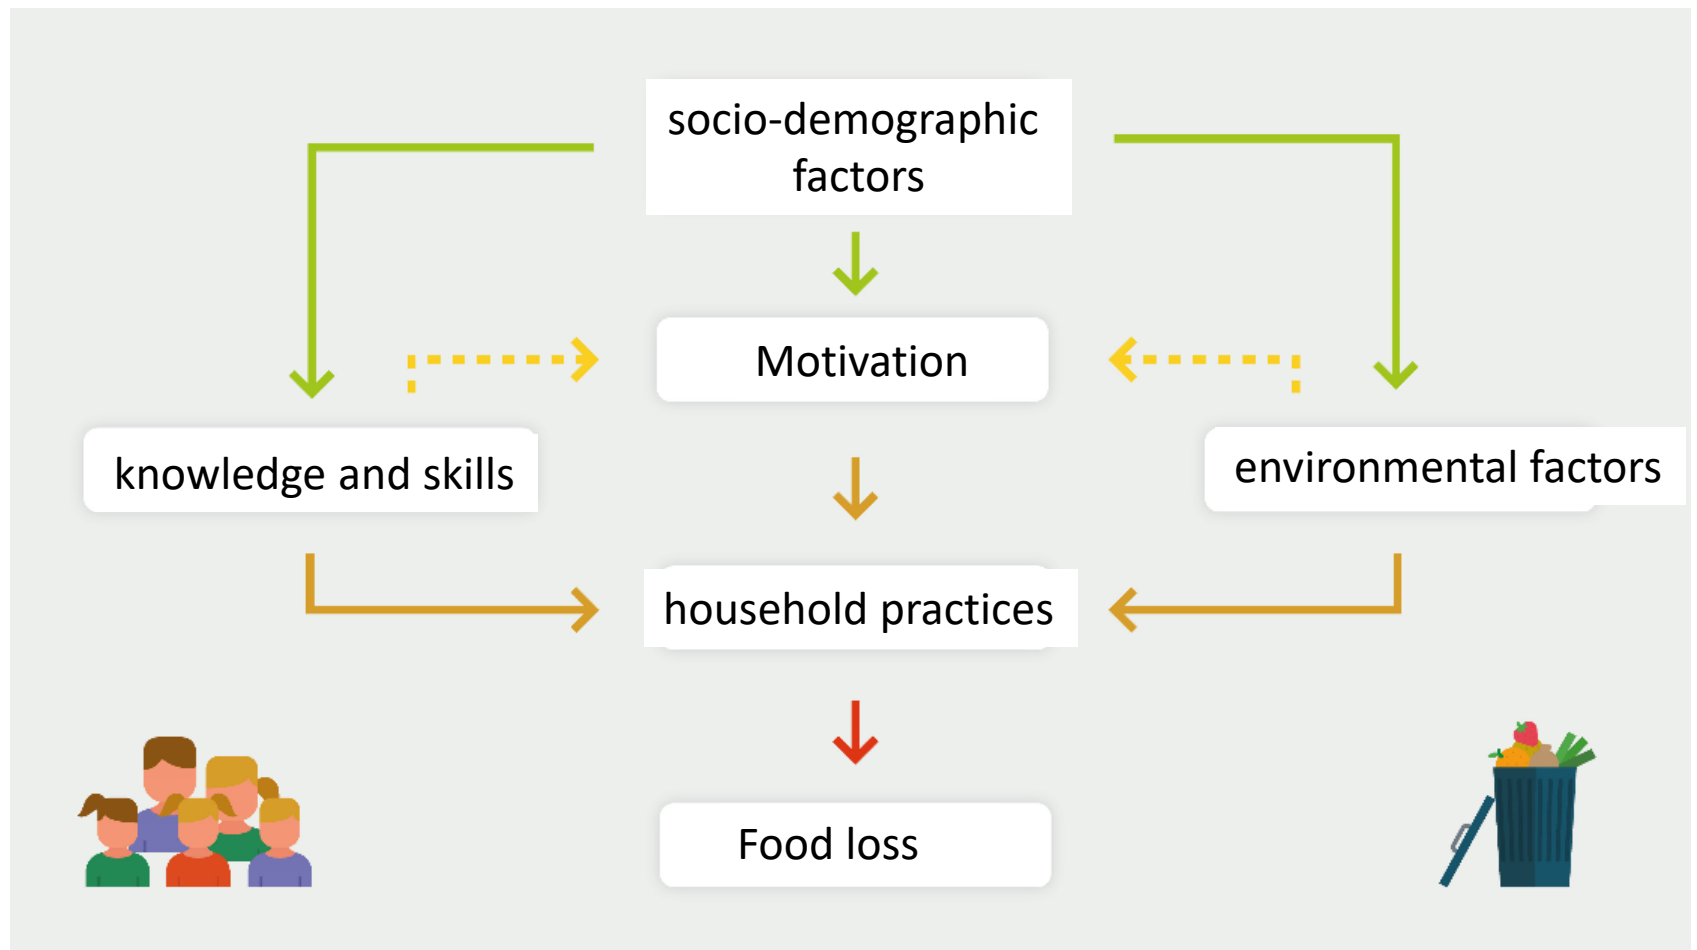 socio-demographic
factors
Motivation
knowledge and skills
environmental factors
household practices
Food loss